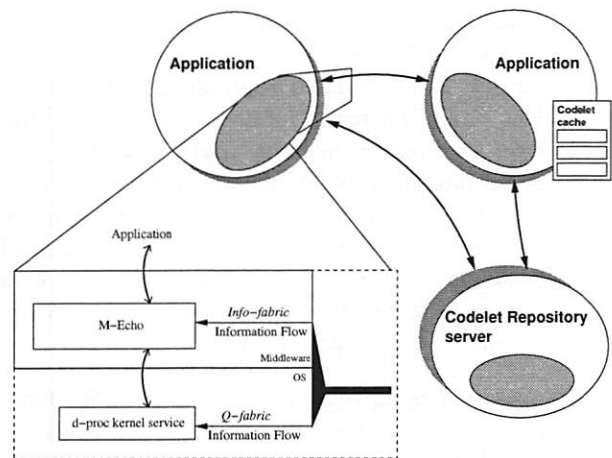 Application
Application
Codelet
cache
Application
M-Echo
Info-fabric
Information Flow
Middleware
OS
d-proc kernel service
Q-fabric
Information Flow
Codelet Repository
server